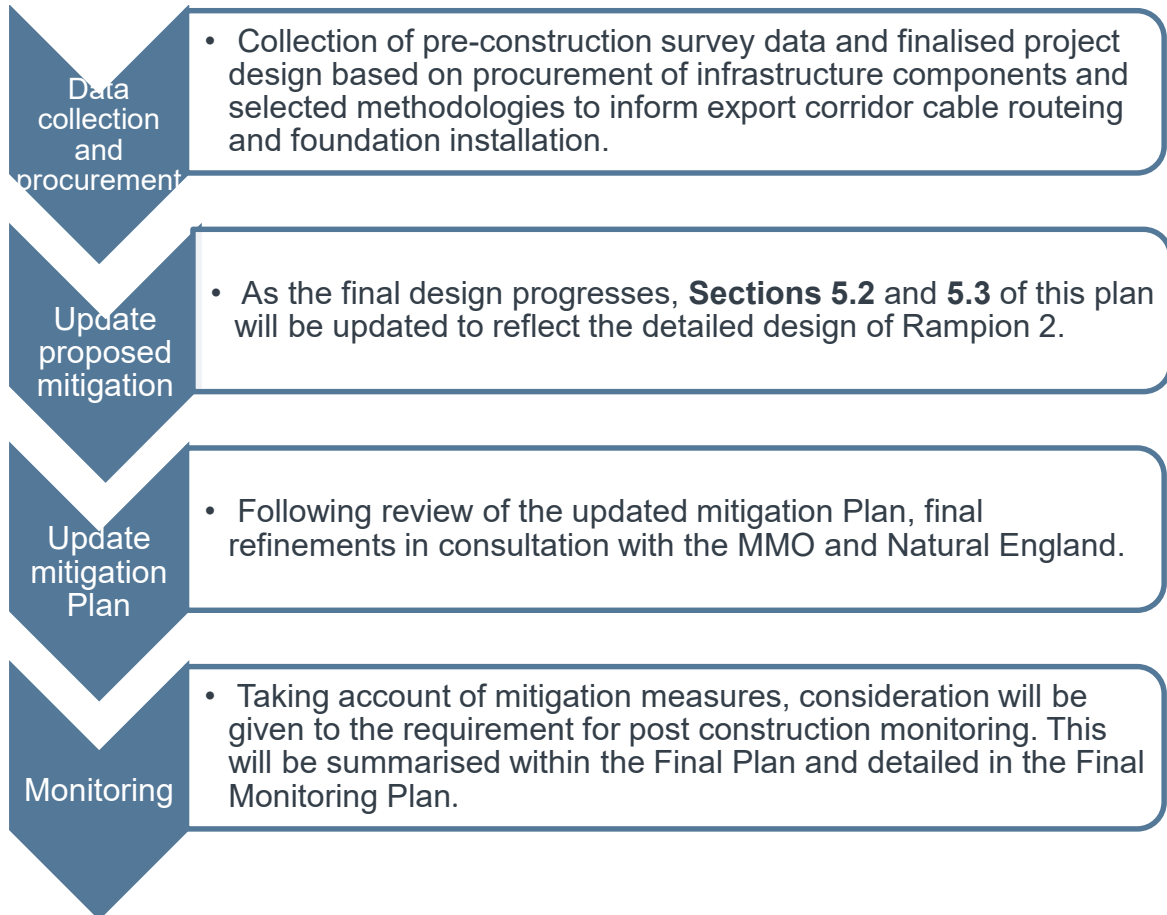 Data
collection
and
procurement
• Collection of pre-construction survey data and finalised project
design based on procurement of infrastructure components and
selected methodologies to inform export corridor cable routeing
and foundation installation.
Update
proposed
mitigation
• As the final design progresses, Sections 5.2 and 5.3 of this plan
will be updated to reflect the detailed design of Rampion 2.
Update
mitigation
Plan
• Following review of the updated mitigation Plan, final
refinements in consultation with the MMO and Natural England.
Monitoring
• Taking account of mitigation measures, consideration will be
given to the requirement for post construction monitoring. This
will be summarised within the Final Plan and detailed in the Final
Monitoring Plan.